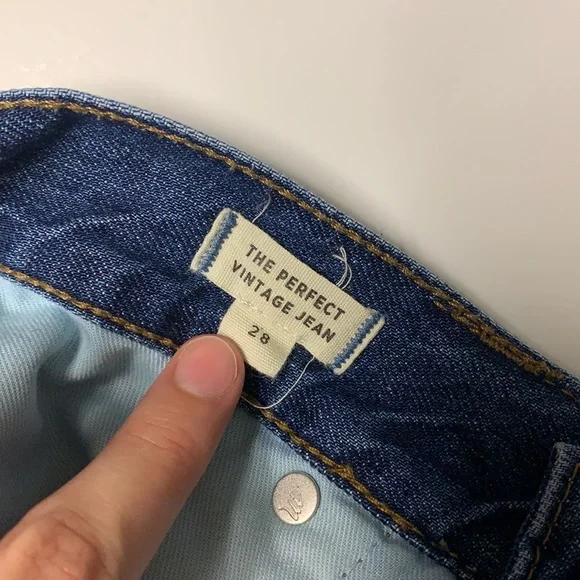 THE PERFECT
VINTAGE JEAN
28